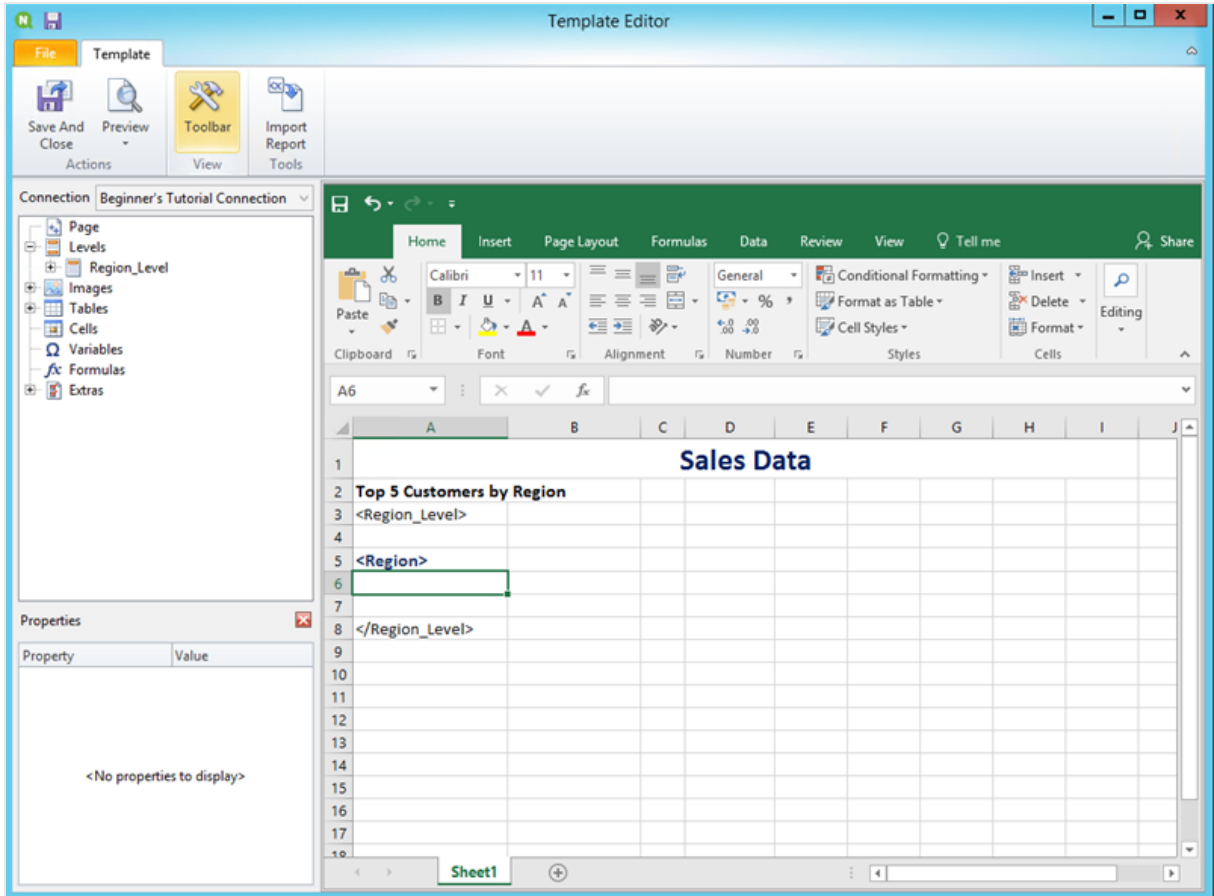 Template Editor
File Template
Save And Close
Preview
Toolbar
Import Report
Actions View Tools
Connection Beginner's Tutorial Connection
Page
Levels
Region_Level
Images
Tables
Cells
Ω Variables
fx Formulas
Extras
Properties
Property Value
<No properties to display>
Home Insert Page Layout Formulas Data Review View Tell me Share
Paste
Calibri 11
B I U A A
A
General
% ,
.00 .0
Conditional Formatting
Format as Table
Cell Styles
Insert
Delete
Format
Editing
Clipboard Font Alignment Number Styles Cells
A6 fx
A B C D E F G H I J
1 Sales Data
2 Top 5 Customers by Region
3 <Region_Level>
4
5 <Region>
6
7
8 </Region_Level>
9
10
11
12
13
14
15
16
17
18
Sheet1